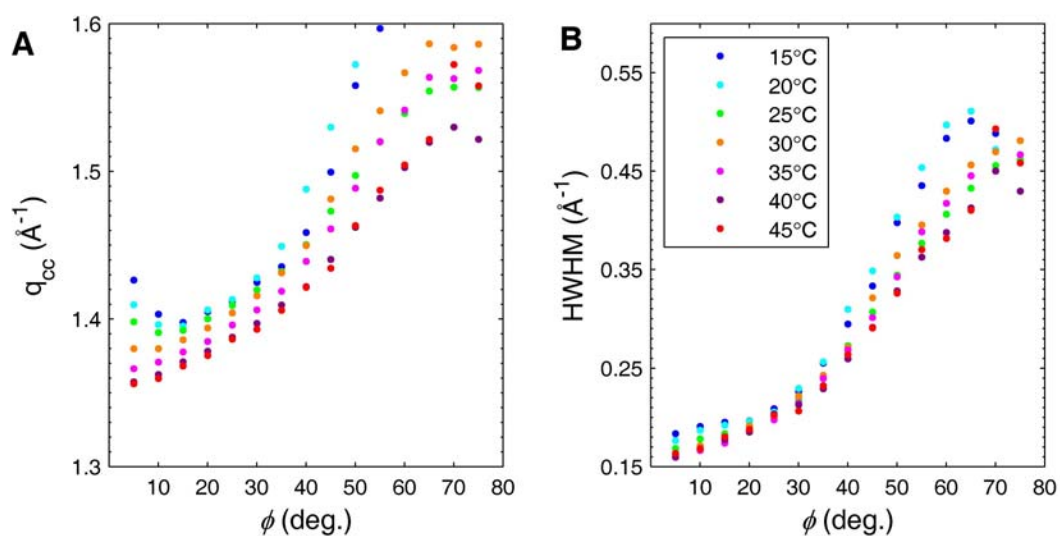 A
1.6
1.5
1.4
1.3
q_cc (Å⁻¹)
10 20 30 40 50 60 70 80
ϕ (deg.)
B
0.55
0.45
0.35
0.25
0.15
HWHM (Å⁻¹)
15°C
20°C
25°C
30°C
35°C
40°C
45°C
10 20 30 40 50 60 70 80
ϕ (deg.)